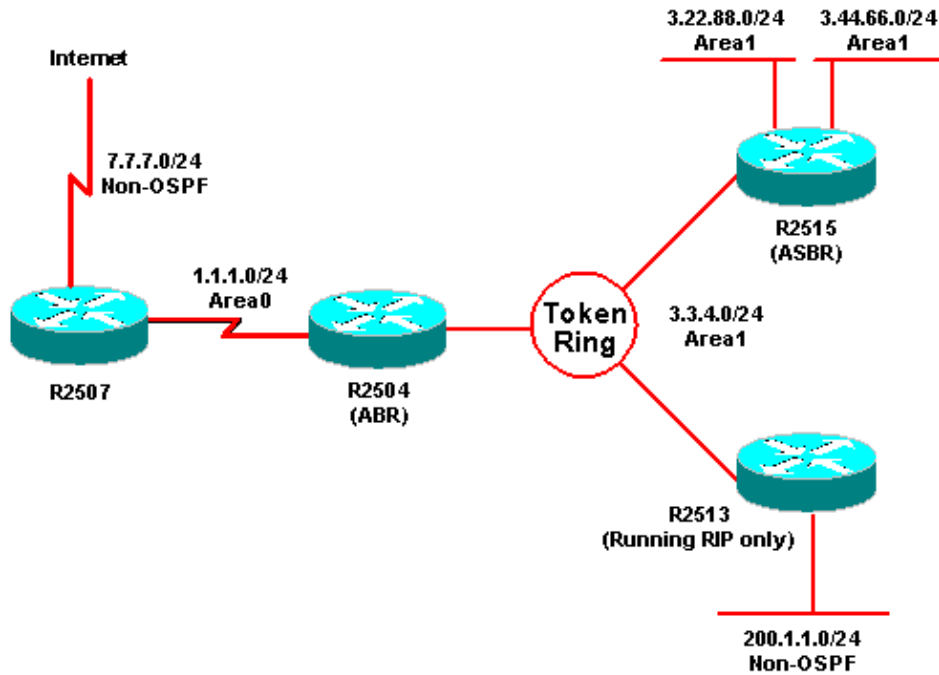 3.22.88.0/24
Area1
3.44.66.0/24
Area1
Internet
7.7.7.0/24
Non-OSPF
R2515
(ASBR)
1.1.1.0/24
Area0
Token
Ring
3.3.4.0/24
Area1
R2507
R2504
(ABR)
R2513
(Running RIP only)
200.1.1.0/24
Non-OSPF